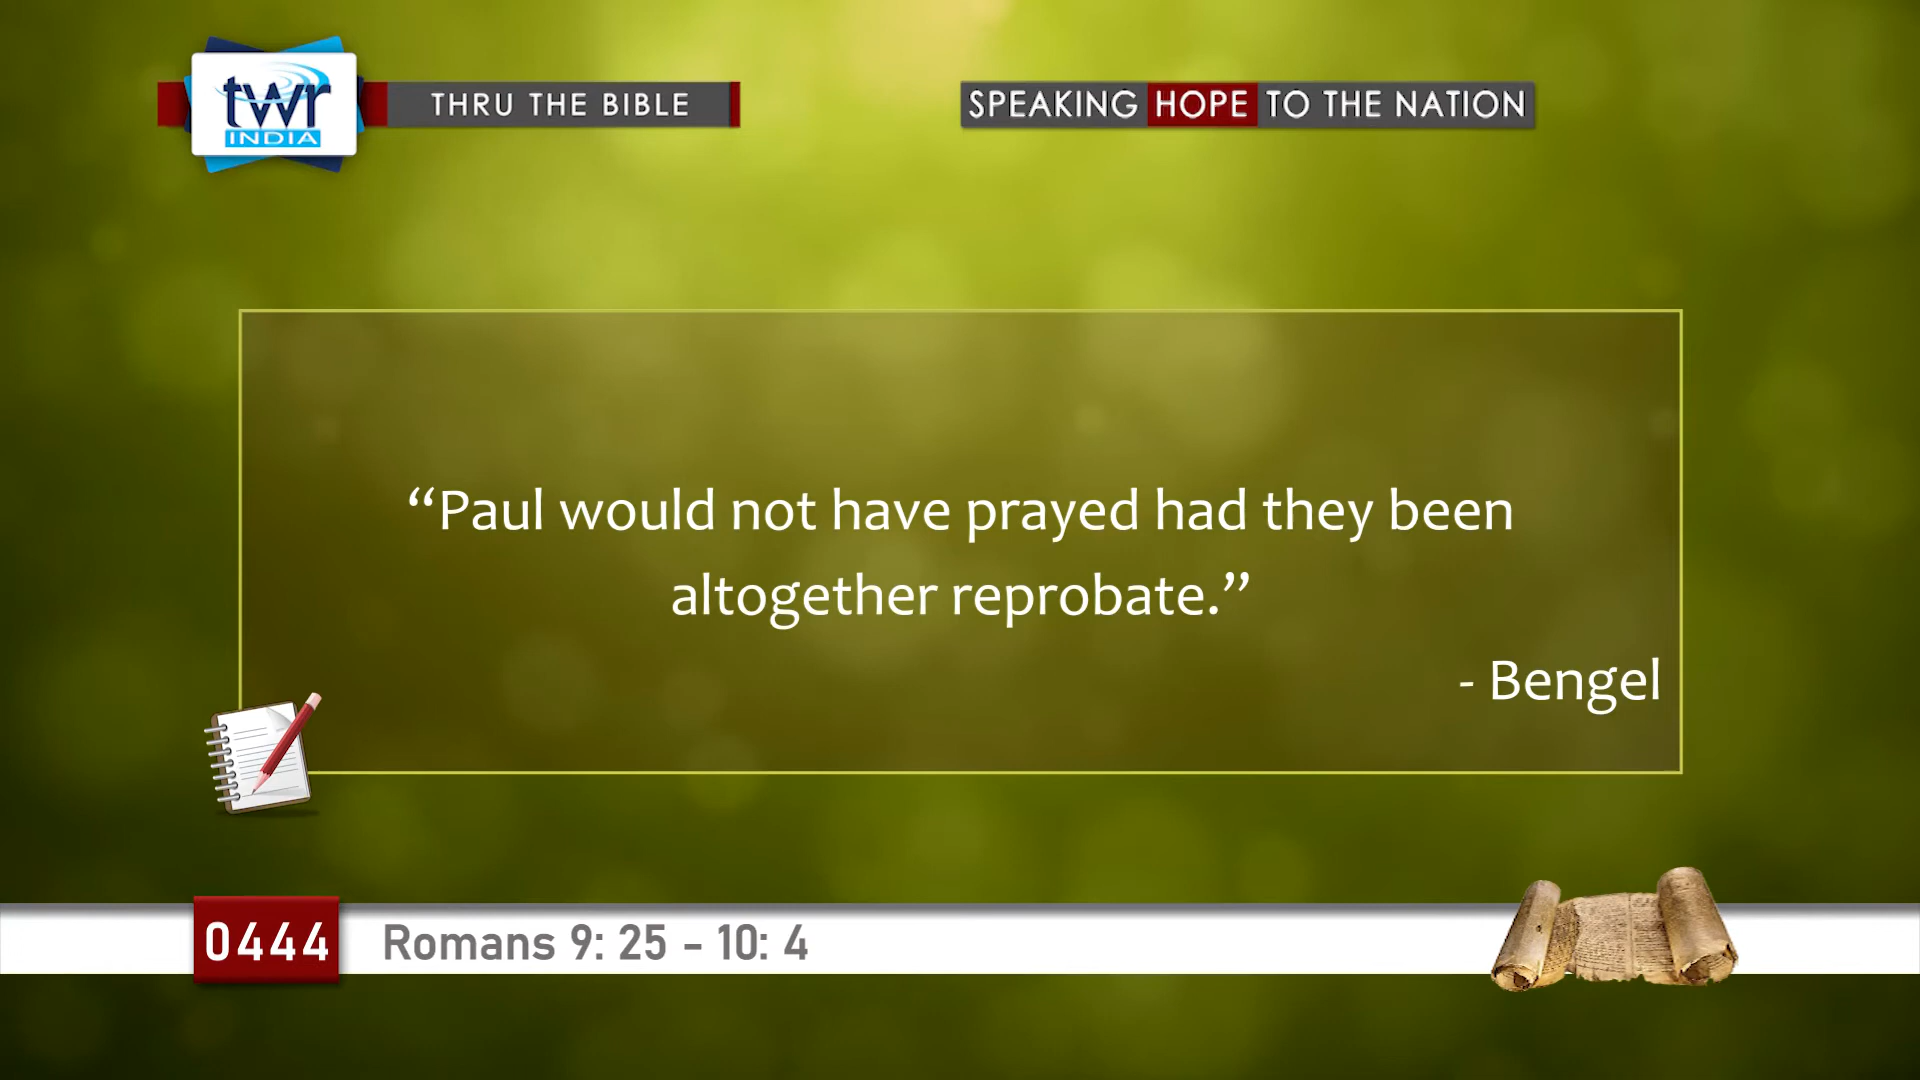 twr
INDIA
THRU THE BIBLE
SPEAKING HOPE TO THE NATION
“Paul would not have prayed had they been
altogether reprobate.”
- Bengel
0444
Romans 9: 25 - 10: 4